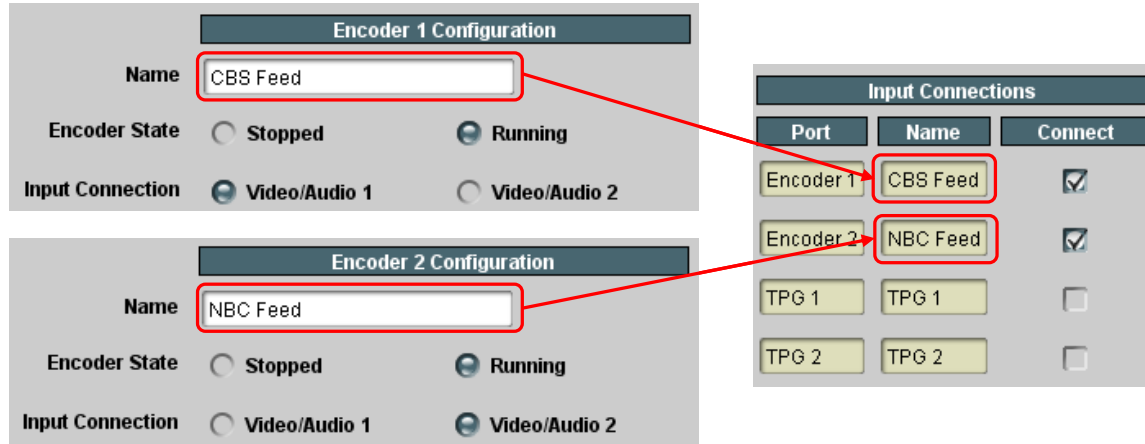 Encoder 1 Configuration
Name CBS Feed
Encoder State Stopped Running
Input Connection Video/Audio 1 Video/Audio 2
Encoder 2 Configuration
Name NBC Feed
Encoder State Stopped Running
Input Connection Video/Audio 1 Video/Audio 2
Input Connections
Port Name Connect
Encoder 1 CBS Feed
Encoder 2 NBC Feed
TPG 1 TPG 1
TPG 2 TPG 2